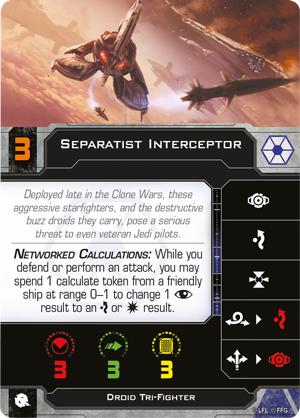 3 SEPARATIST INTERCEPTOR
Deployed late in the Clone Wars, these
aggressive starfighters, and the destructive
buzz droids they carry, pose a serious
threat to even veteran Jedi pilots.
NETWORKED CALCULATIONS: While you
defend or perform an attack, you may
spend 1 calculate token from a friendly
ship at range 0–1 to change 1
result to an or result.
3 3 3
DROID TRI-FIGHTER
LFL ©FFG